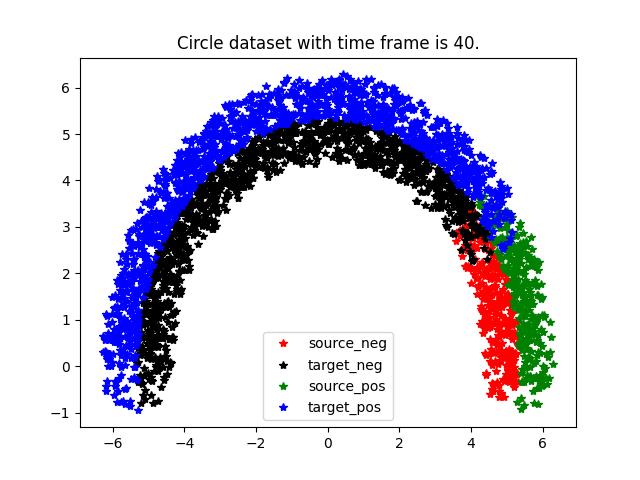 Circle dataset with time frame is 40.
6
5
4
3
2
1
0
−1
source_neg
target_neg
source_pos
target_pos
−6 −4 −2 0 2 4 6